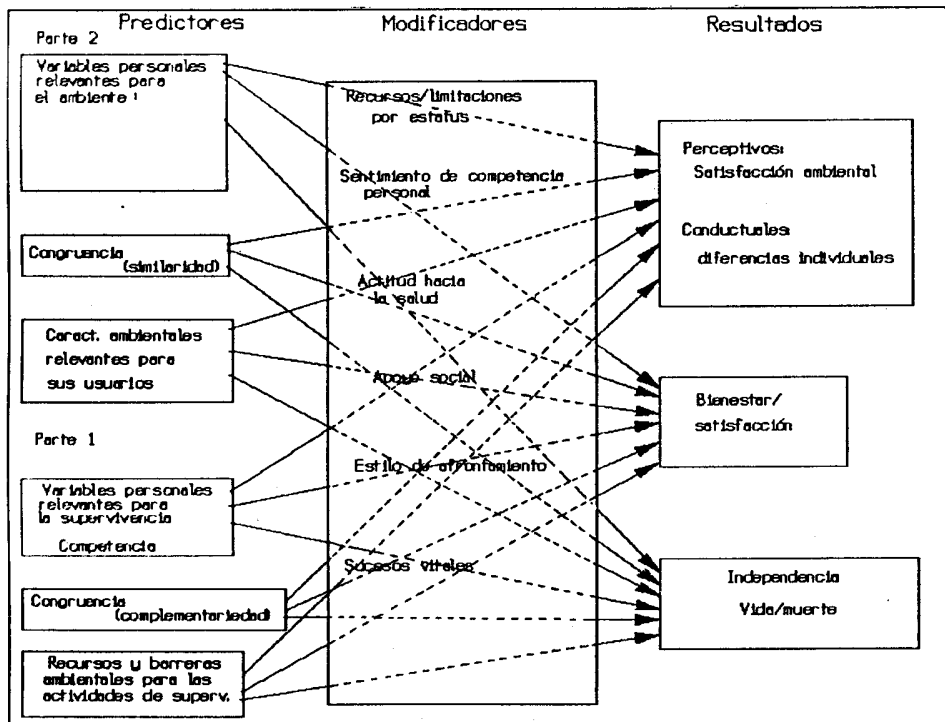 Predictores
Modificadores
Resultados
Parte 2
Variables personales
relevantes para
el ambiente :
Congruencia
(similaridad)
Caract. ambientales
relevantes para
sus usuarios
Parte 1
Variables personales
relevantes para
la supervivencia
Competencia
Congruencia
(complementariedad)
Recursos y barreras
ambientales para las
actividades de superv.
Recursos/limitaciones
por estatus
Sentimiento de competencia
personal
Actitud hacia
la salud
Apoyo social
Estilo de afrontamiento
Sucesos vitales
Perceptivos:
Satisfacción ambiental
Conductuales:
diferencias individuales
Bienestar/
satisfacción
Independencia
Vida/muerte